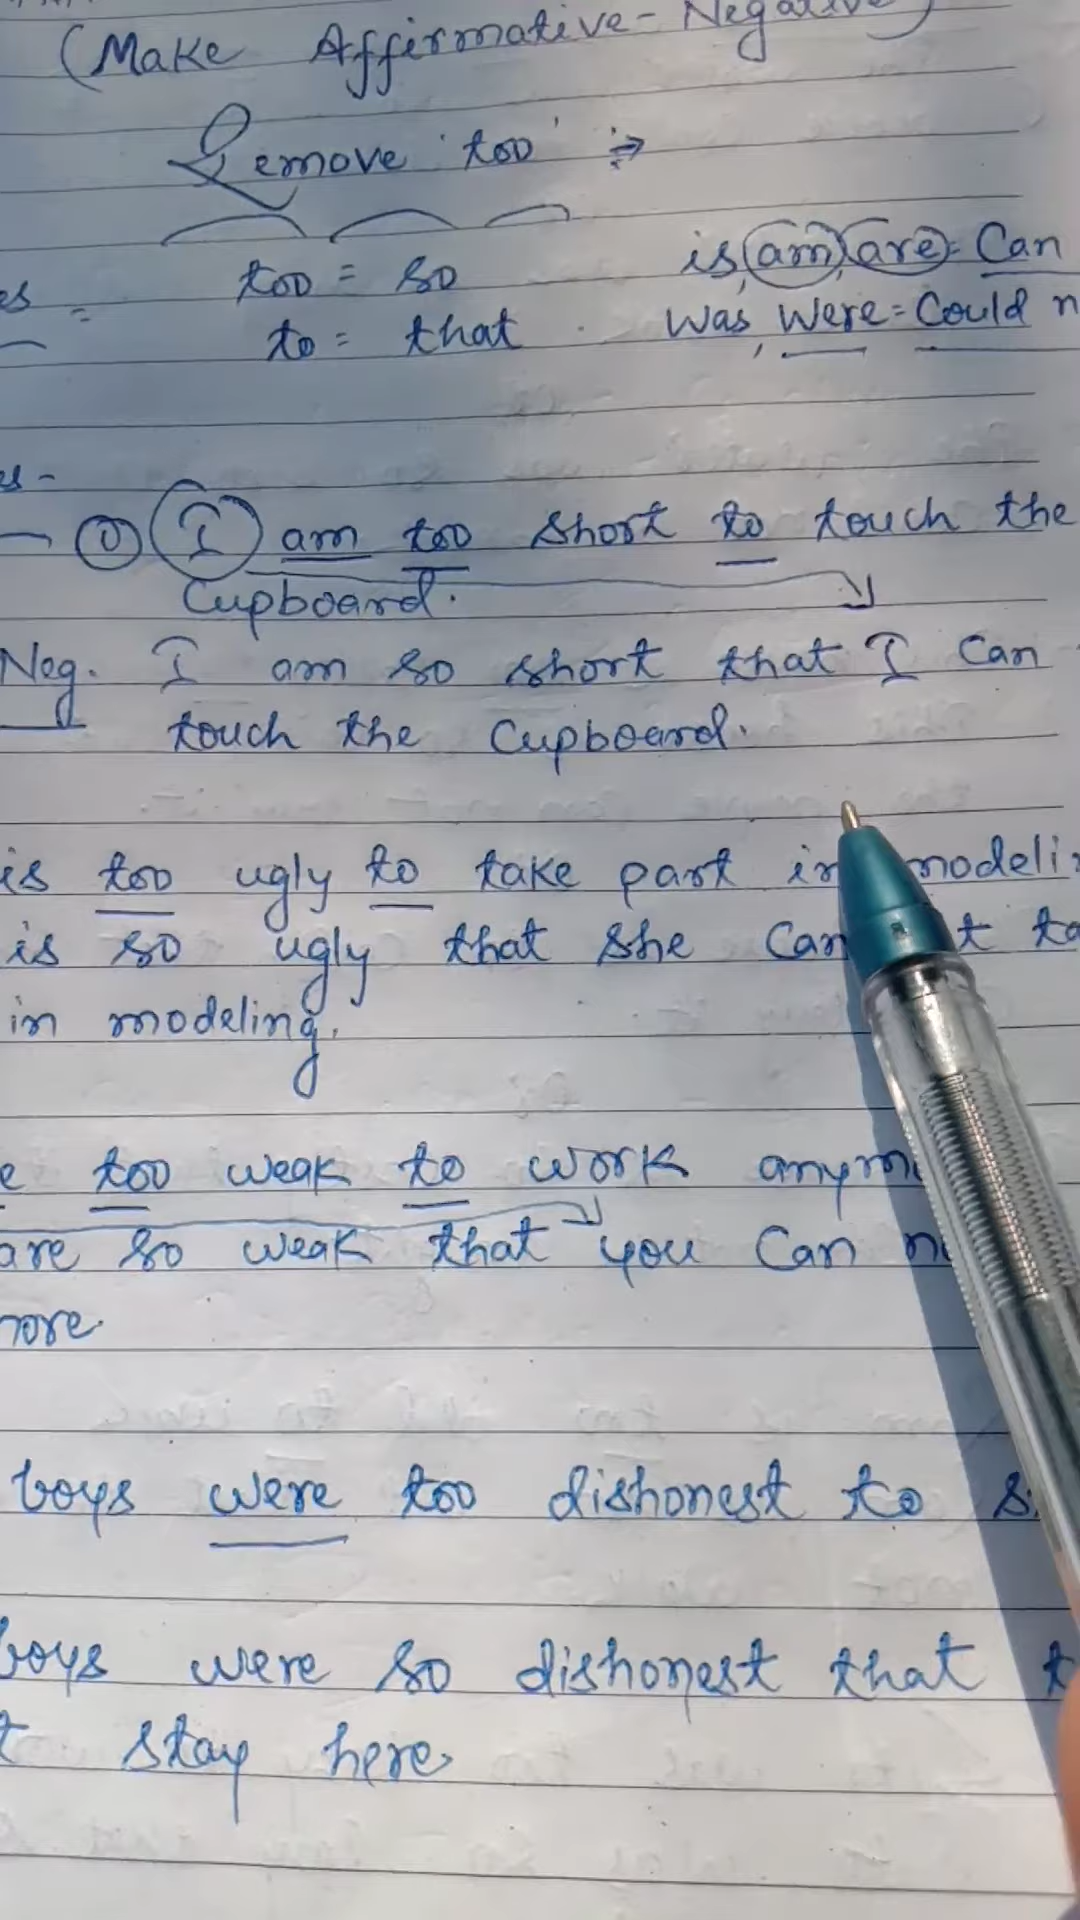 (Make Affirmative - Negative)
Remove 'too' ⇒
too = so is, am, are = Can
to = that was, were = Could n
① I am too short to touch the
Cupboard.
Neg. I am so short that I Can
touch the Cupboard.
is too ugly to take part in modeli
is so ugly that she Can t ta
in modeling.
e too weak to work anym
are so weak that you Can n
more.
boys were too dishonest to s
boys were so dishonest that t
t stay here.